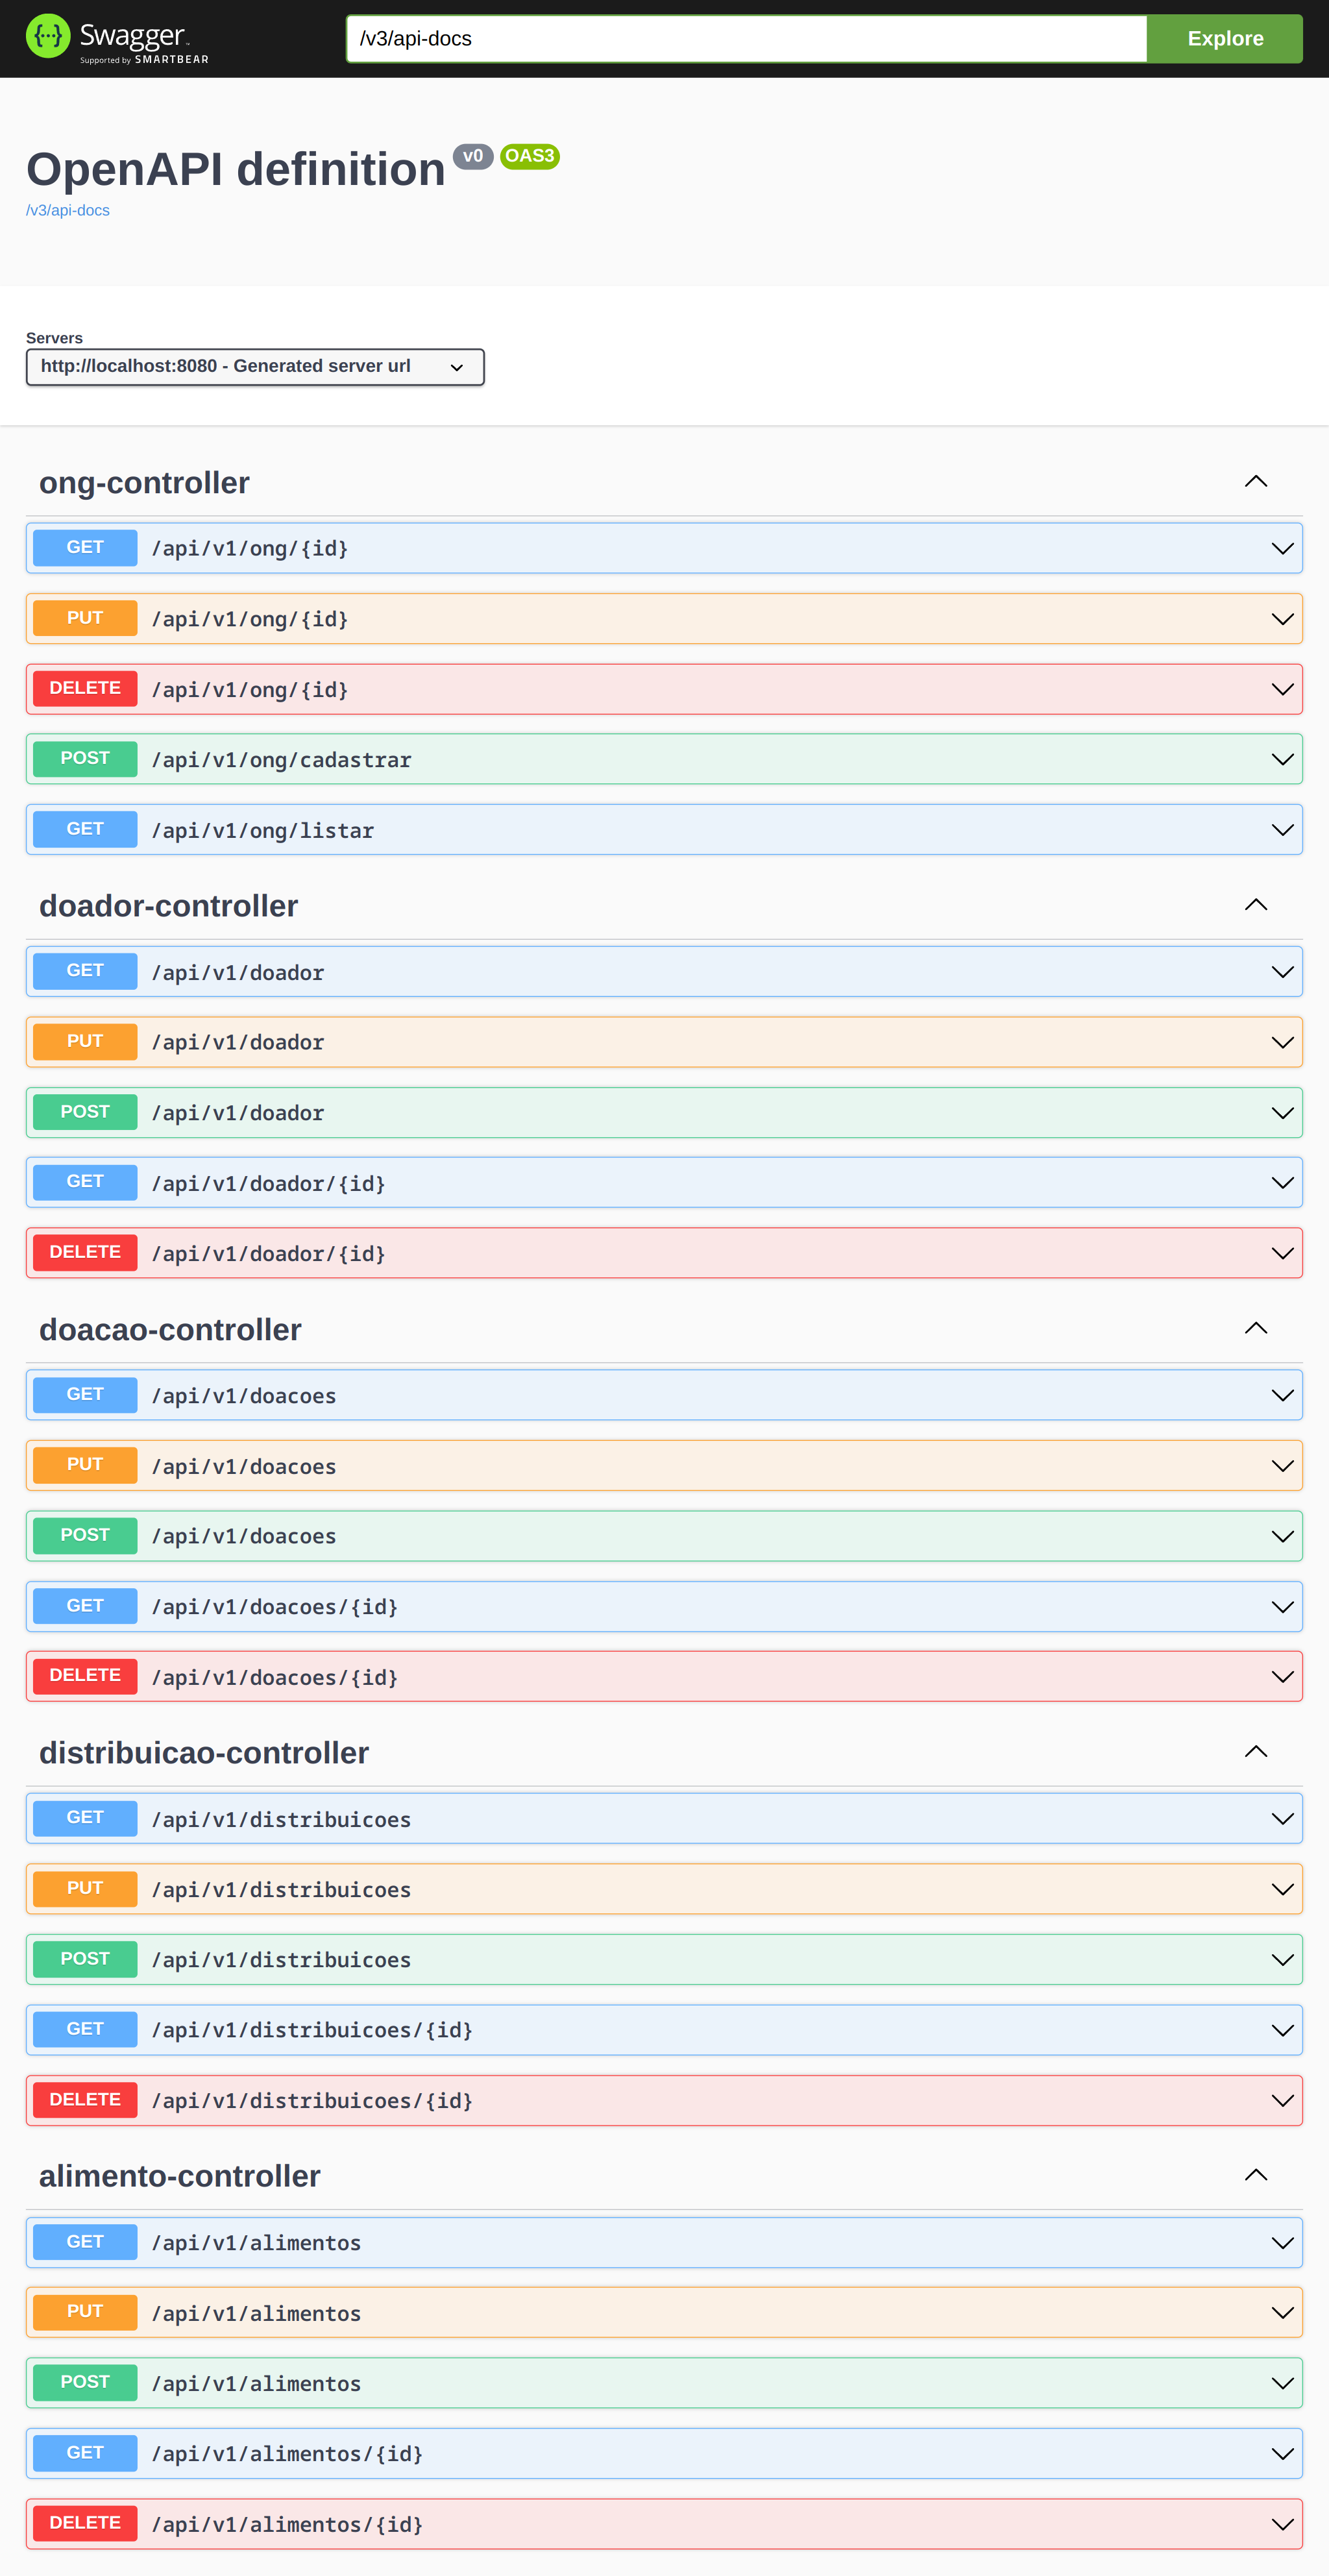 Swagger
Supported by SMARTBEAR
/v3/api-docs
Explore
OpenAPI definition v0 OAS3
/v3/api-docs
Servers
http://localhost:8080 - Generated server url
ong-controller
GET /api/v1/ong/{id}
PUT /api/v1/ong/{id}
DELETE /api/v1/ong/{id}
POST /api/v1/ong/cadastrar
GET /api/v1/ong/listar
doador-controller
GET /api/v1/doador
PUT /api/v1/doador
POST /api/v1/doador
GET /api/v1/doador/{id}
DELETE /api/v1/doador/{id}
doacao-controller
GET /api/v1/doacoes
PUT /api/v1/doacoes
POST /api/v1/doacoes
GET /api/v1/doacoes/{id}
DELETE /api/v1/doacoes/{id}
distribuicao-controller
GET /api/v1/distribuicoes
PUT /api/v1/distribuicoes
POST /api/v1/distribuicoes
GET /api/v1/distribuicoes/{id}
DELETE /api/v1/distribuicoes/{id}
alimento-controller
GET /api/v1/alimentos
PUT /api/v1/alimentos
POST /api/v1/alimentos
GET /api/v1/alimentos/{id}
DELETE /api/v1/alimentos/{id}